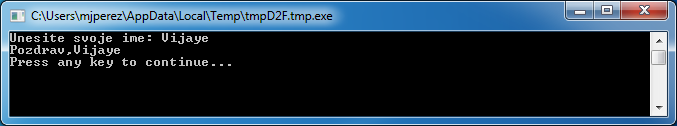 C:\Users\mjperez\AppData\Local\Temp\tmpD2F.tmp.exe
Unesite svoje ime: Vijaye
Pozdrav,Vijaye
Press any key to continue...